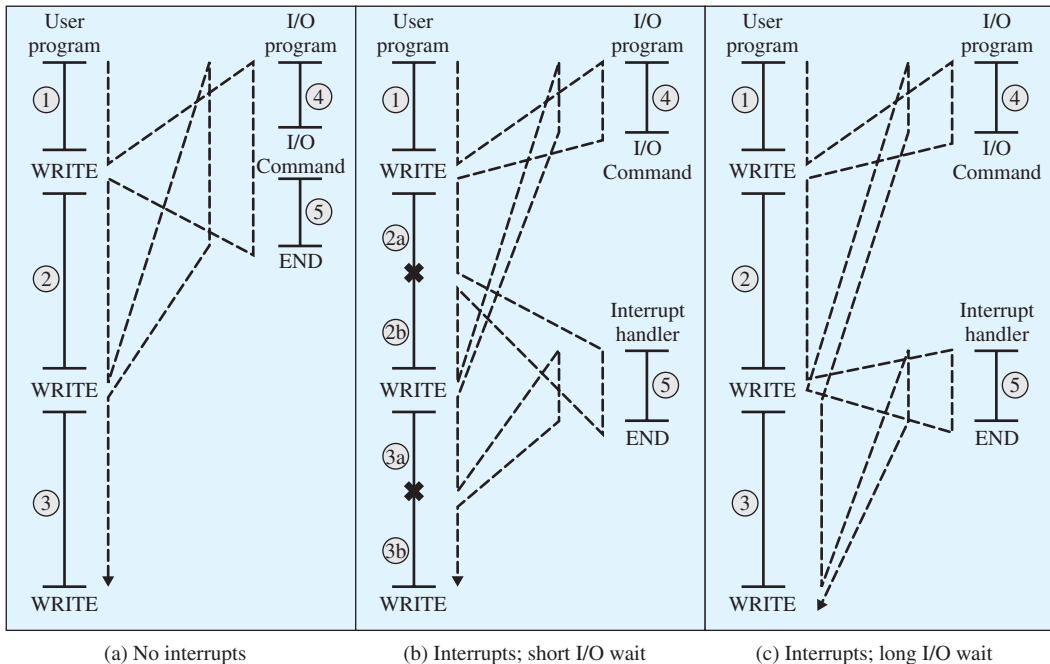 User
program
I/O
program
1
4
I/O
Command
WRITE
5
END
2
WRITE
3
WRITE
(a) No interrupts
User
program
I/O
program
1
4
I/O
Command
WRITE
2a
2b
Interrupt
handler
5
END
WRITE
3a
3b
WRITE
(b) Interrupts; short I/O wait
User
program
I/O
program
1
4
I/O
Command
WRITE
2
Interrupt
handler
5
END
WRITE
3
WRITE
(c) Interrupts; long I/O wait